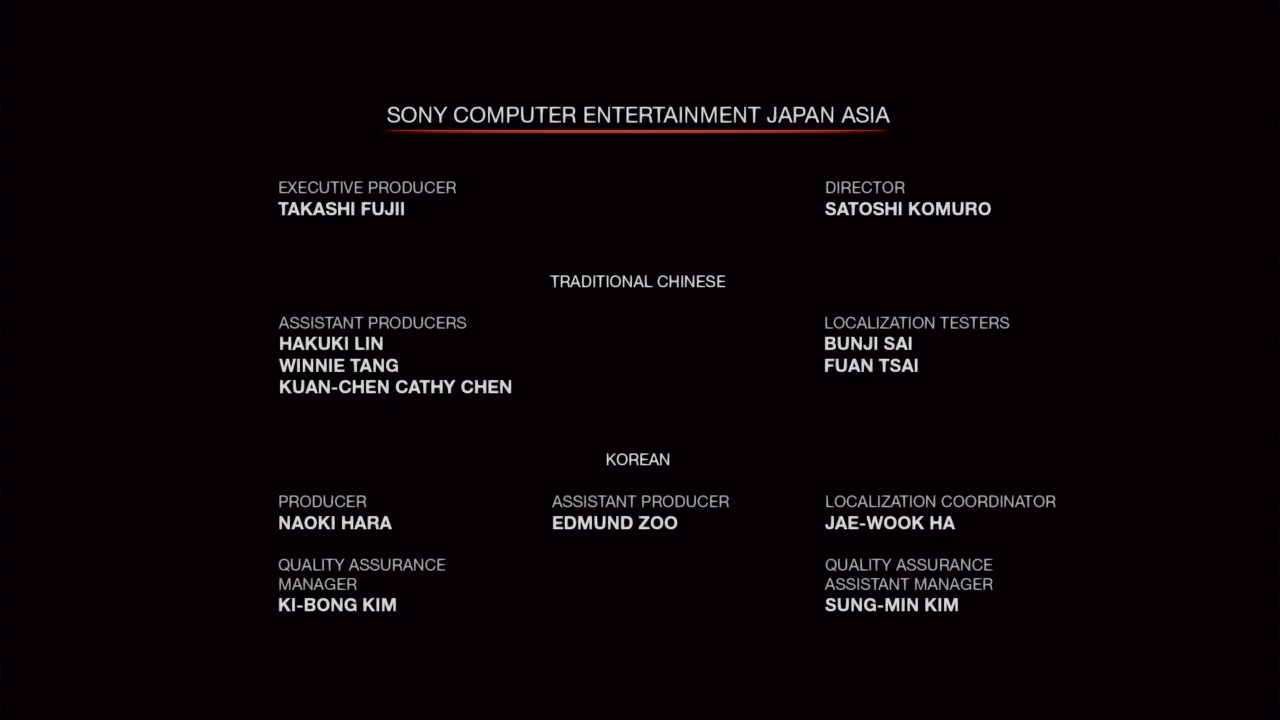 SONY COMPUTER ENTERTAINMENT JAPAN ASIA
EXECUTIVE PRODUCER
TAKASHI FUJII
DIRECTOR
SATOSHI KOMURO
TRADITIONAL CHINESE
ASSISTANT PRODUCERS
HAKUKI LIN
WINNIE TANG
KUAN-CHEN CATHY CHEN
LOCALIZATION TESTERS
BUNJI SAI
FUAN TSAI
KOREAN
PRODUCER
NAOKI HARA
ASSISTANT PRODUCER
EDMUND ZOO
LOCALIZATION COORDINATOR
JAE-WOOK HA
QUALITY ASSURANCE
MANAGER
KI-BONG KIM
QUALITY ASSURANCE
ASSISTANT MANAGER
SUNG-MIN KIM